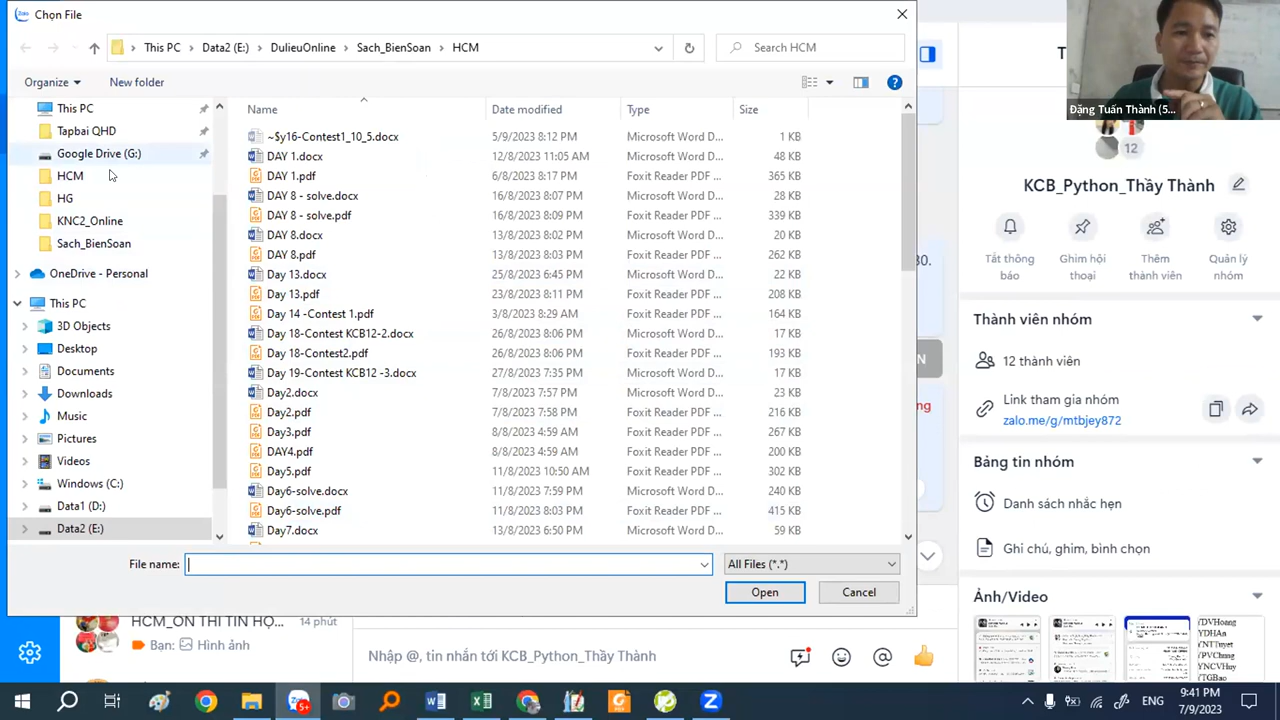 Chọn File
This PC > Data2 (E:) > DulieuOnline > Sach_BienSoan > HCM
Search HCM
Organize
New folder
This PC
Tapbai QHD
Google Drive (G:)
HCM
HG
KNC2_Online
Sach_BienSoan
OneDrive - Personal
This PC
3D Objects
Desktop
Documents
Downloads
Music
Pictures
Videos
Windows (C:)
Data1 (D:)
Data2 (E:)
Name Date modified Type Size
~$y16-Contest1_10_5.docx 5/9/2023 8:12 PM Microsoft Word D... 1 KB
DAY 1.docx 12/8/2023 11:05 AM Microsoft Word D... 48 KB
DAY 1.pdf 6/8/2023 8:17 PM Foxit Reader PDF ... 365 KB
DAY 8 - solve.docx 16/8/2023 8:07 PM Microsoft Word D... 28 KB
DAY 8 - solve.pdf 16/8/2023 8:09 PM Foxit Reader PDF ... 339 KB
DAY 8.docx 13/8/2023 8:02 PM Microsoft Word D... 20 KB
DAY 8.pdf 13/8/2023 8:03 PM Foxit Reader PDF ... 262 KB
Day 13.docx 25/8/2023 6:45 PM Microsoft Word D... 22 KB
Day 13.pdf 23/8/2023 8:11 PM Foxit Reader PDF ... 208 KB
Day 14 -Contest 1.pdf 3/8/2023 8:29 AM Foxit Reader PDF ... 164 KB
Day 18-Contest KCB12-2.docx 26/8/2023 8:06 PM Microsoft Word D... 17 KB
Day 18-Contest2.pdf 26/8/2023 8:06 PM Foxit Reader PDF ... 193 KB
Day 19-Contest KCB12 -3.docx 27/8/2023 7:35 PM Microsoft Word D... 17 KB
Day2.docx 7/8/2023 7:57 PM Microsoft Word D... 23 KB
Day2.pdf 7/8/2023 7:58 PM Foxit Reader PDF ... 216 KB
Day3.pdf 8/8/2023 4:59 AM Foxit Reader PDF ... 267 KB
DAY4.pdf 8/8/2023 4:59 AM Foxit Reader PDF ... 200 KB
Day5.pdf 11/8/2023 10:50 AM Foxit Reader PDF ... 302 KB
Day6-solve.docx 11/8/2023 7:59 PM Microsoft Word D... 240 KB
Day6-solve.pdf 11/8/2023 8:03 PM Foxit Reader PDF ... 415 KB
Day7.docx 13/8/2023 6:50 PM Microsoft Word D... 59 KB
File name:
All Files (*.*)
Open
Cancel
HCM_ÔN THI TIN HỌ... 14 phút
Bạn: Hình ảnh
30.
N
ng
Đặng Tuấn Thành (5...
12
KCB_Python_Thầy Thành
Tắt thông báo
Ghim hội thoại
Thêm thành viên
Quản lý nhóm
Thành viên nhóm
12 thành viên
Link tham gia nhóm
zalo.me/g/mtbjey872
Bảng tin nhóm
Danh sách nhắc hẹn
Ghi chú, ghim, bình chọn
Ảnh/Video
YDVHoang
YDHAn
YNTTuyet
YPVChung
YNCVHuy
YTGBao
5+
ENG
9:41 PM
7/9/2023